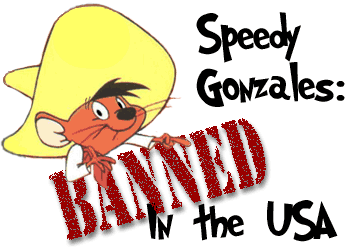 Speedy
Gonzales:
BANNED
In the USA